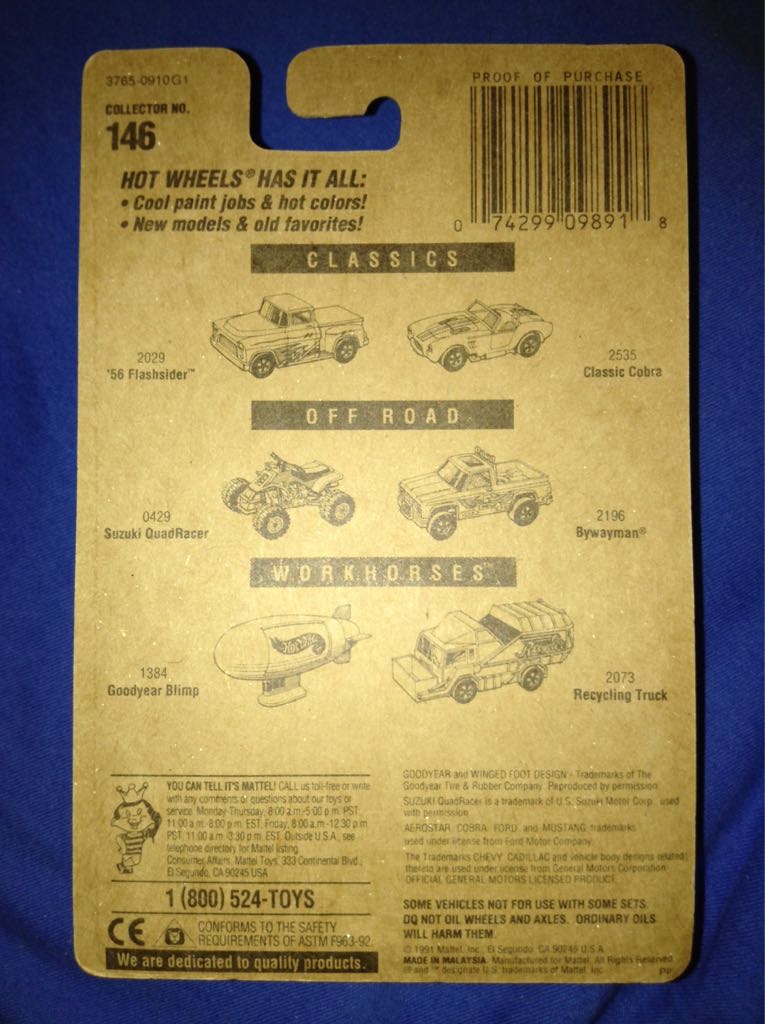 3765-0910G1
PROOF OF PURCHASE
COLLECTOR NO.
146
0 74299 09891 8
HOT WHEELS® HAS IT ALL:
• Cool paint jobs & hot colors!
• New models & old favorites!
CLASSICS
2029
'56 Flashsider™
2535
Classic Cobra
OFF ROAD
0429
Suzuki QuadRacer
2196
Bywayman®
WORKHORSES™
1384
Goodyear Blimp
2073
Recycling Truck
YOU CAN TELL IT'S MATTEL! CALL us toll-free or write
with any comments or questions about our toys or
service. Monday-Thursday, 8:00 a.m.-5:00 p.m. PST,
11:00 a.m.-8:00 p.m. EST; Friday, 8:00 a.m.-12:30 p.m.
PST, 11:00 a.m.-3:30 p.m. EST. Outside U.S.A., see
telephone directory for Mattel listing.
Consumer Affairs, Mattel Toys, 333 Continental Blvd.,
El Segundo, CA 90245 USA
1 (800) 524-TOYS
CE CONFORMS TO THE SAFETY
REQUIREMENTS OF ASTM F963-92.
We are dedicated to quality products.
GOODYEAR and WINGED FOOT DESIGN - Trademarks of The
Goodyear Tire & Rubber Company. Reproduced by permission.
SUZUKI QuadRacer is a trademark of U.S. Suzuki Motor Corp. used
with permission.
AEROSTAR COBRA, FORD and MUSTANG trademarks
used under license from Ford Motor Company.
The Trademarks CHEVY, CADILLAC and vehicle body designs related
thereto are used under license from General Motors Corporation
OFFICIAL GENERAL MOTORS LICENSED PRODUCT.
SOME VEHICLES NOT FOR USE WITH SOME SETS.
DO NOT OIL WHEELS AND AXLES. ORDINARY OILS
WILL HARM THEM.
© 1991 Mattel, Inc., El Segundo, CA 90245 U.S.A.
MADE IN MALAYSIA. Manufactured for Mattel. All Rights Reserved.
® and ™ designate U.S. trademarks of Mattel, Inc. PP